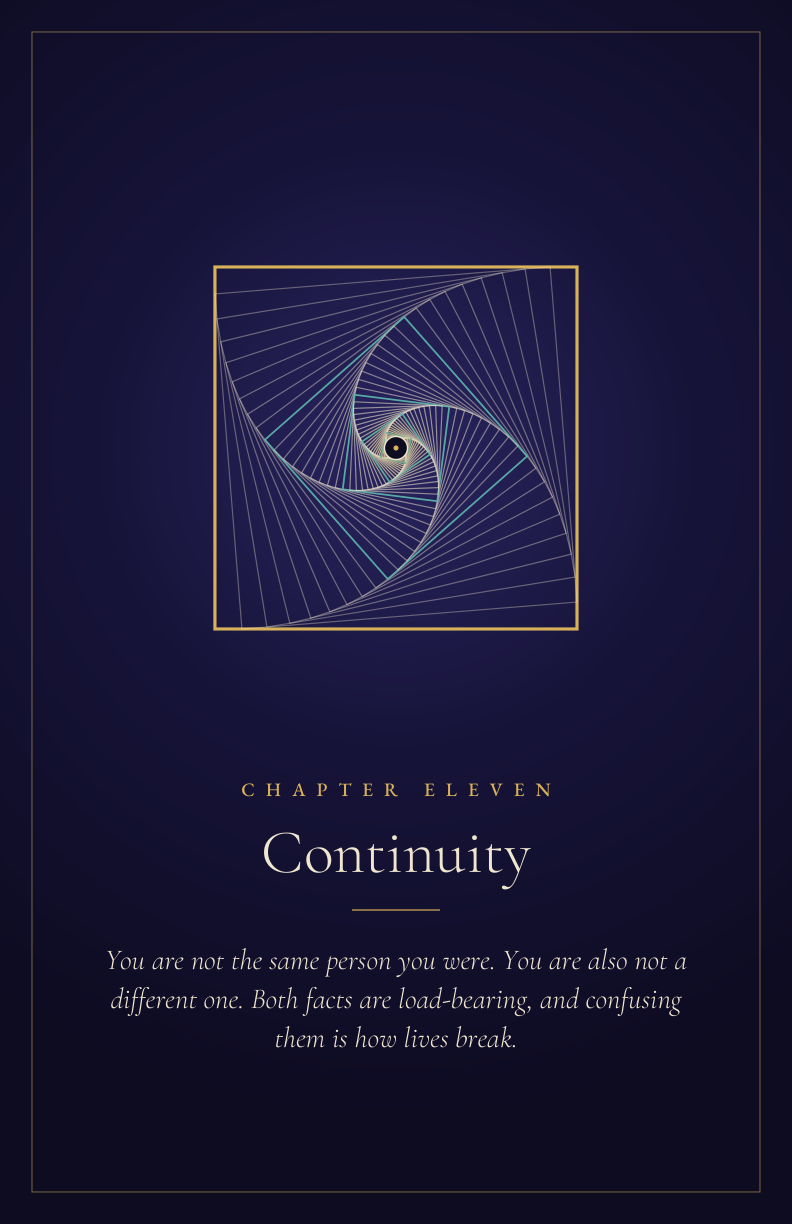 CHAPTER ELEVEN
Continuity
You are not the same person you were. You are also not a
different one. Both facts are load-bearing, and confusing
them is how lives break.